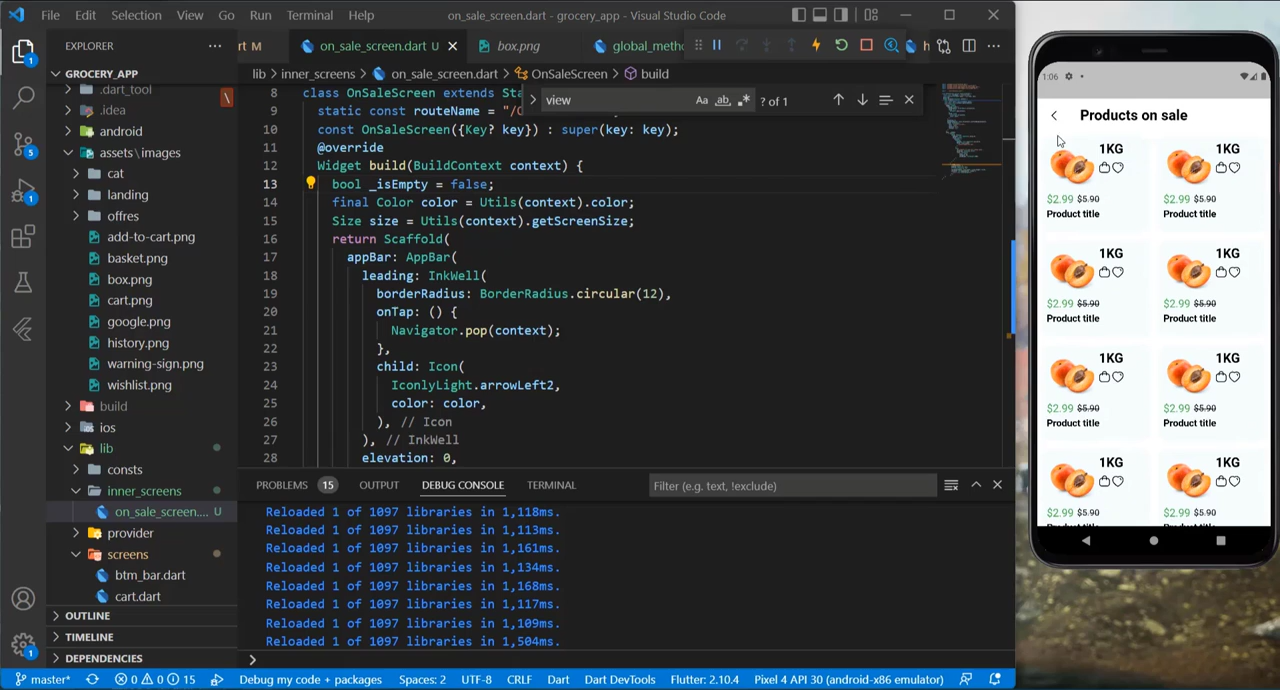 File Edit Selection View Go Run Terminal Help on_sale_screen.dart - grocery_app - Visual Studio Code
EXPLORER
rt M on_sale_screen.dart U box.png global_meth
lib > inner_screens > on_sale_screen.dart > OnSaleScreen > build
view Aa ab ? of 1
GROCERY_APP
.dart_tool
.idea
android
assets\images
cat
landing
offres
add-to-cart.png
basket.png
box.png
cart.png
google.png
history.png
warning-sign.png
wishlist.png
build
ios
lib
consts
inner_screens
on_sale_screen.... U
provider
screens
btm_bar.dart
cart.dart
OUTLINE
TIMELINE
DEPENDENCIES
8 class OnSaleScreen extends Sta
9 static const routeName = "/O
10 const OnSaleScreen({Key? key}) : super(key: key);
11 @override
12 Widget build(BuildContext context) {
13 bool _isEmpty = false;
14 final Color color = Utils(context).color;
15 Size size = Utils(context).getScreenSize;
16 return Scaffold(
17 appBar: AppBar(
18 leading: InkWell(
19 borderRadius: BorderRadius.circular(12),
20 onTap: () {
21 Navigator.pop(context);
22 },
23 child: Icon(
24 IconlyLight.arrowLeft2,
25 color: color,
26 ), // Icon
27 ), // InkWell
28 elevation: 0,
PROBLEMS 15 OUTPUT DEBUG CONSOLE TERMINAL Filter (e.g. text, !exclude)
Reloaded 1 of 1097 libraries in 1,118ms.
Reloaded 1 of 1097 libraries in 1,113ms.
Reloaded 1 of 1097 libraries in 1,161ms.
Reloaded 1 of 1097 libraries in 1,134ms.
Reloaded 1 of 1097 libraries in 1,168ms.
Reloaded 1 of 1097 libraries in 1,117ms.
Reloaded 1 of 1097 libraries in 1,109ms.
Reloaded 1 of 1097 libraries in 1,504ms.
1 5 1 1
master* 0 0 15 Debug my code + packages Spaces: 2 UTF-8 CRLF Dart Dart DevTools Flutter: 2.10.4 Pixel 4 API 30 (android-x86 emulator)
1:06
Products on sale
1KG 1KG
$2.99 $5.90 $2.99 $5.90
Product title Product title
1KG 1KG
$2.99 $5.90 $2.99 $5.90
Product title Product title
1KG 1KG
$2.99 $5.90 $2.99 $5.90
Product title Product title
1KG 1KG
$2.99 $5.90 $2.99 $5.90